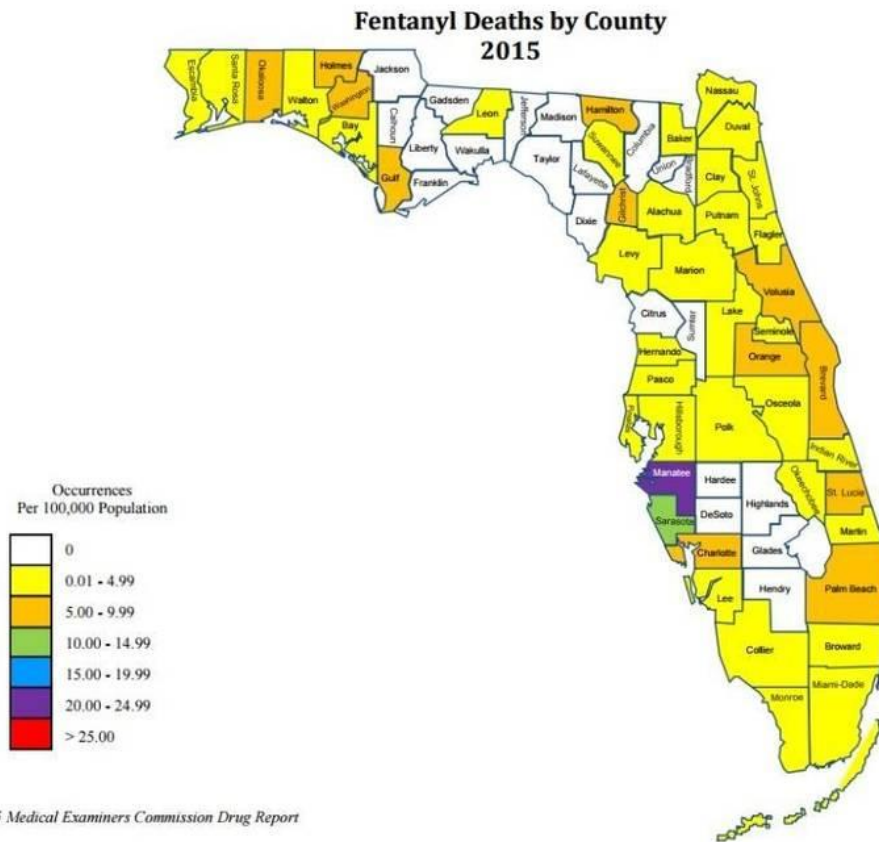 Fentanyl Deaths by County
2015
Escambia
Santa Rosa
Okaloosa
Walton
Holmes
Washington
Jackson
Bay
Calhoun
Gulf
Liberty
Gadsden
Franklin
Wakulla
Leon
Jefferson
Madison
Taylor
Hamilton
Suwannee
Lafayette
Dixie
Columbia
Gilchrist
Baker
Union
Bradford
Nassau
Duval
Clay
St. Johns
Alachua
Putnam
Flagler
Levy
Marion
Volusia
Citrus
Sumter
Lake
Seminole
Orange
Brevard
Hernando
Pasco
Pinellas
Hillsborough
Polk
Osceola
Indian River
Manatee
Hardee
Highlands
Okeechobee
St. Lucie
Sarasota
DeSoto
Martin
Charlotte
Glades
Palm Beach
Lee
Hendry
Collier
Broward
Monroe
Miami-Dade
Occurrences
Per 100,000 Population
0
0.01 - 4.99
5.00 - 9.99
10.00 - 14.99
15.00 - 19.99
20.00 - 24.99
> 25.00
Medical Examiners Commission Drug Report